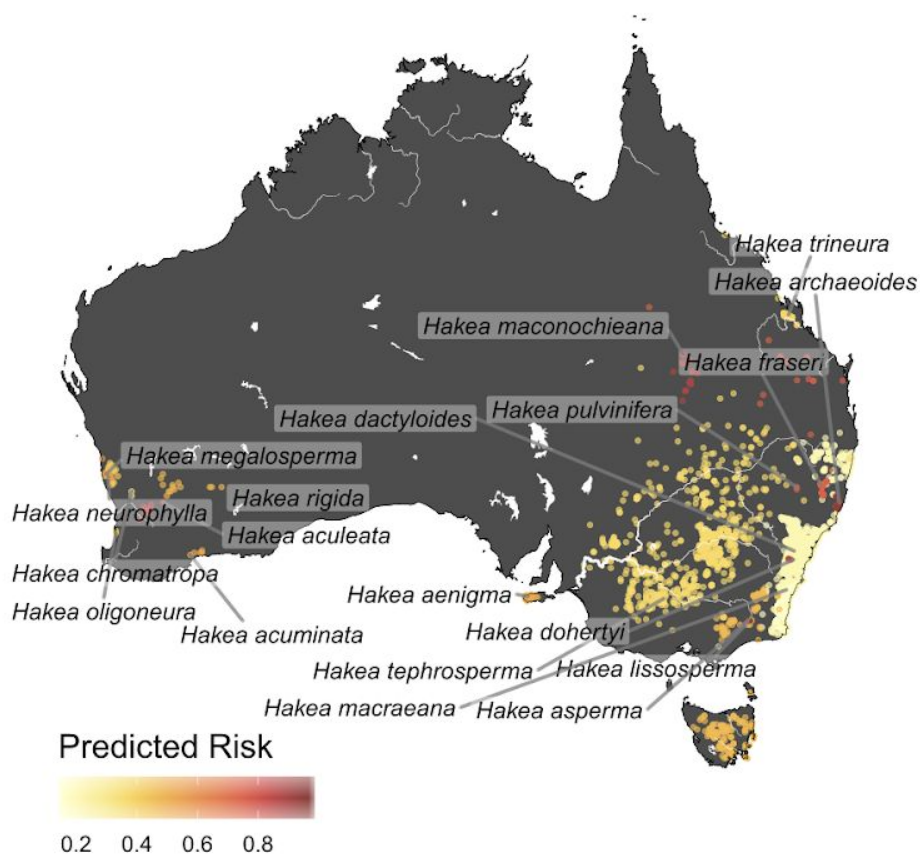 Hakea trineura
Hakea archaeoides
Hakea maconochieana
Hakea fraseri
Hakea pulvinifera
Hakea dactyloides
Hakea megalosperma
Hakea rigida
Hakea neurophylla
Hakea aculeata
Hakea chromatropa
Hakea aenigma
Hakea oligoneura
Hakea dohertyi
Hakea acuminata
Hakea tephrosperma
Hakea lissosperma
Hakea macraeana
Hakea asperma
Predicted Risk
0.2 0.4 0.6 0.8